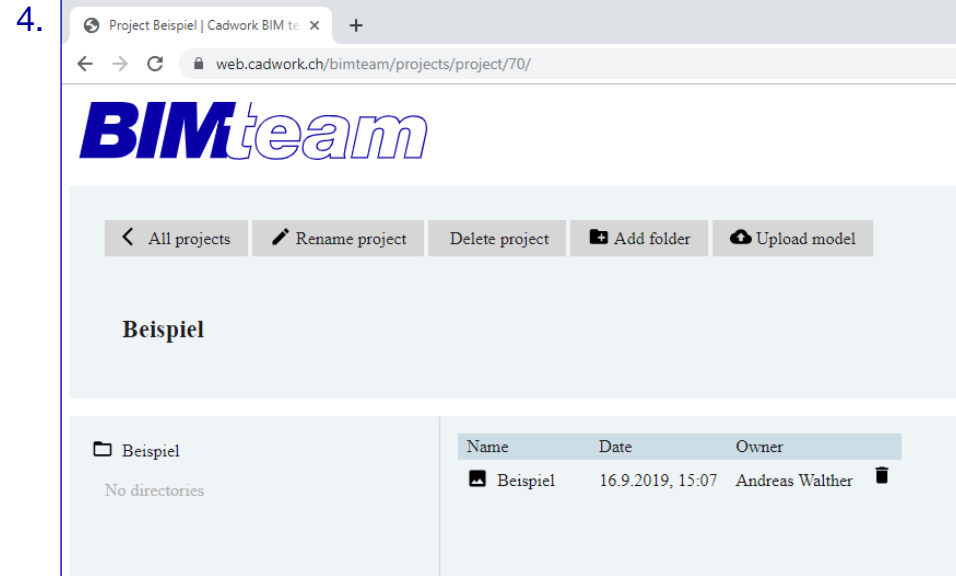 4.
Project Beispiel | Cadwork BIM te
web.cadwork.ch/bimteam/projects/project/70/
BIMteam
All projects Rename project Delete project Add folder Upload model
Beispiel
Beispiel
No directories
Name Date Owner
Beispiel 16.9.2019, 15:07 Andreas Walther